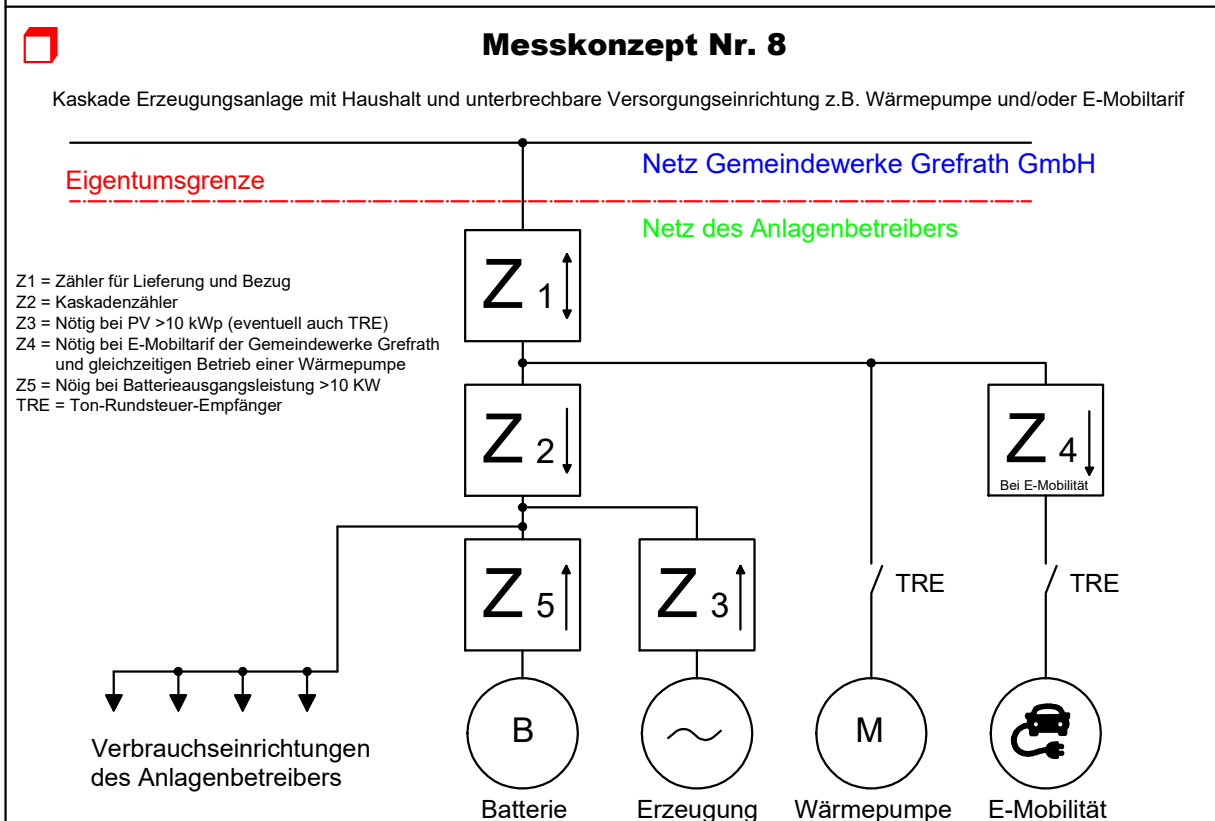 Messkonzept Nr. 8
Kaskade Erzeugungsanlage mit Haushalt und unterbrechbare Versorgungseinrichtung z.B. Wärmepumpe und/oder E-Mobiltarif
Netz Gemeindewerke Grefrath GmbH
Eigentumsgrenze
Netz des Anlagenbetreibers
Z1 = Zähler für Lieferung und Bezug
Z2 = Kaskadenzähler
Z3 = Nötig bei PV >10 kWp (eventuell auch TRE)
Z4 = Nötig bei E-Mobiltarif der Gemeindewerke Grefrath
und gleichzeitigen Betrieb einer Wärmepumpe
Z5 = Nöig bei Batterieausgangsleistung >10 KW
TRE = Ton-Rundsteuer-Empfänger
Z 1
Z 2
Z 4
Bei E-Mobilität
Z 5
Z 3
TRE
TRE
B
M
Verbrauchseinrichtungen
des Anlagenbetreibers
Batterie
Erzeugung
Wärmepumpe
E-Mobilität